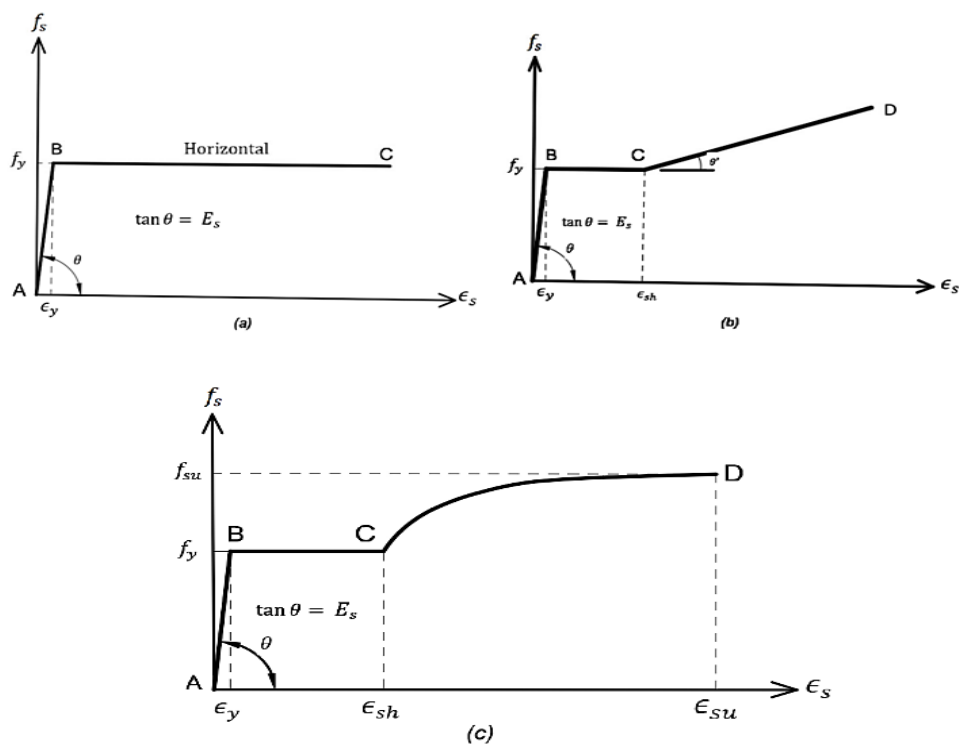 f_s
B
Horizontal
C
f_y
tan θ = E_s
θ
A
ϵ_y
ϵ_s
(a)
f_s
D
B
C
θ'
f_y
tan θ = E_s
θ
A
ϵ_y
ϵ_sh
ϵ_s
(b)
f_s
f_su
D
B
C
f_y
tan θ = E_s
θ
A
ϵ_y
ϵ_sh
ϵ_su
ϵ_s
(c)